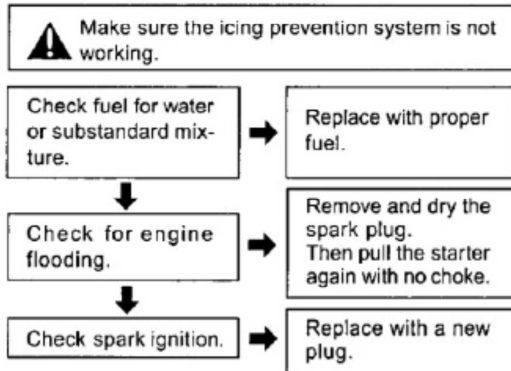 Make sure the icing prevention system is not
working.
Check fuel for water
or substandard mix-
ture.
Replace with proper
fuel.
Check for engine
flooding.
Remove and dry the
spark plug.
Then pull the starter
again with no choke.
Check spark ignition.
Replace with a new
plug.